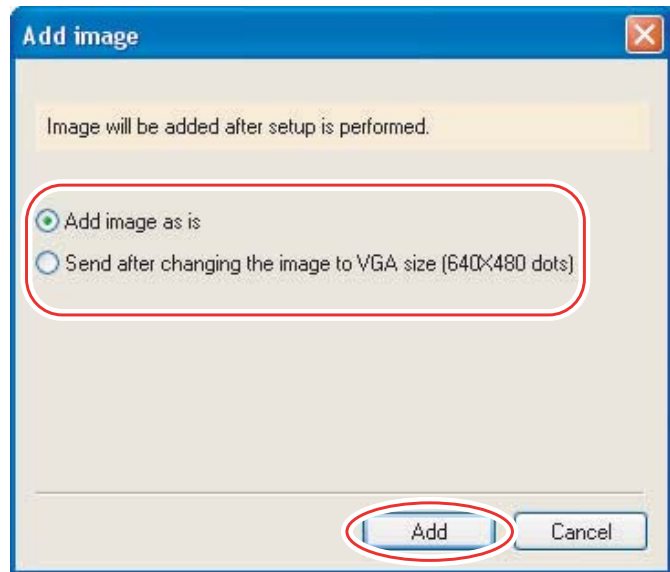 Add image
Image will be added after setup is performed.
Add image as is
Send after changing the image to VGA size (640X480 dots)
Add Cancel